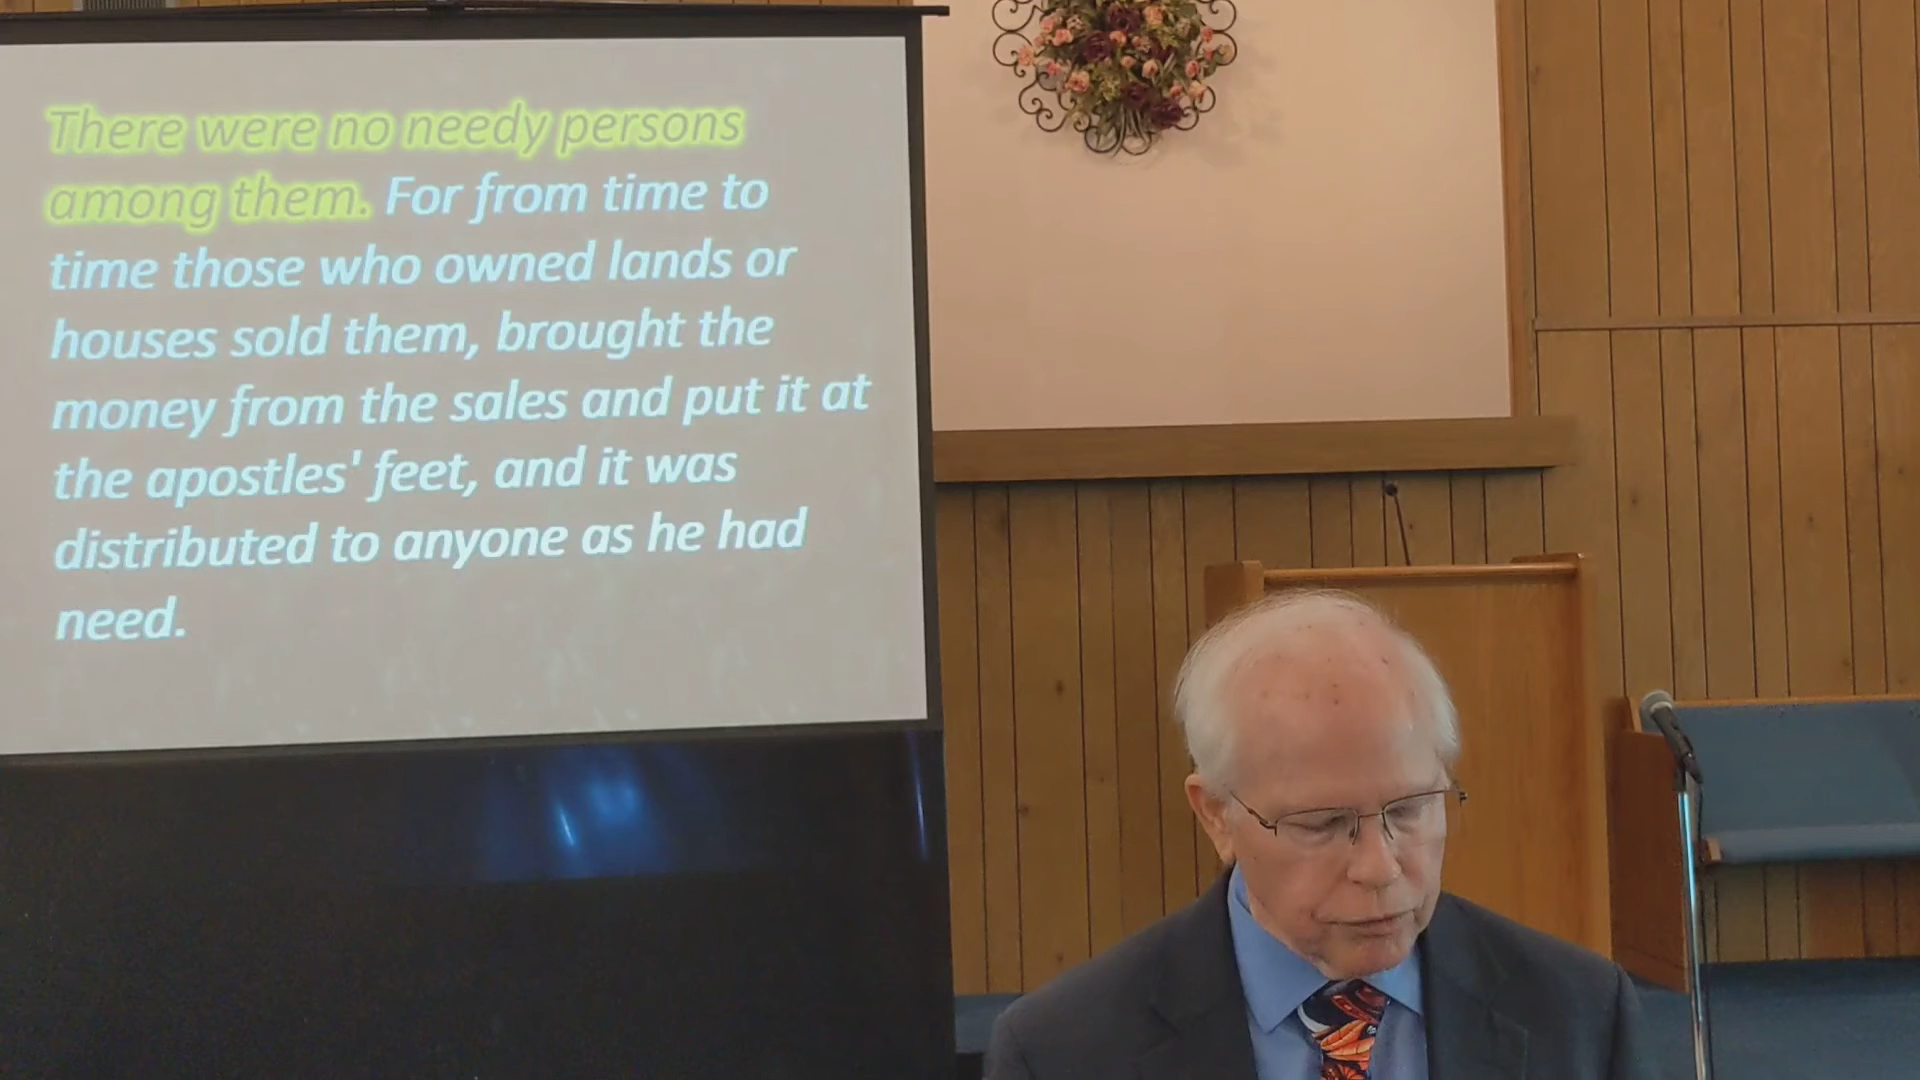 There were no needy persons
among them. For from time to
time those who owned lands or
houses sold them, brought the
money from the sales and put it at
the apostles' feet, and it was
distributed to anyone as he had
need.